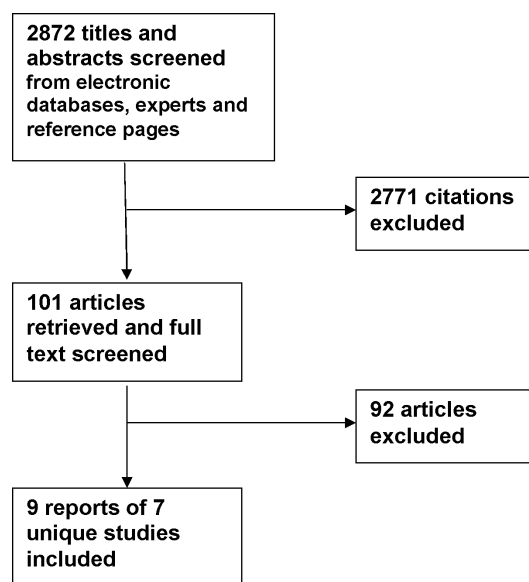 2872 titles and
abstracts screened
from electronic
databases, experts and
reference pages
2771 citations
excluded
101 articles
retrieved and full
text screened
92 articles
excluded
9 reports of 7
unique studies
included